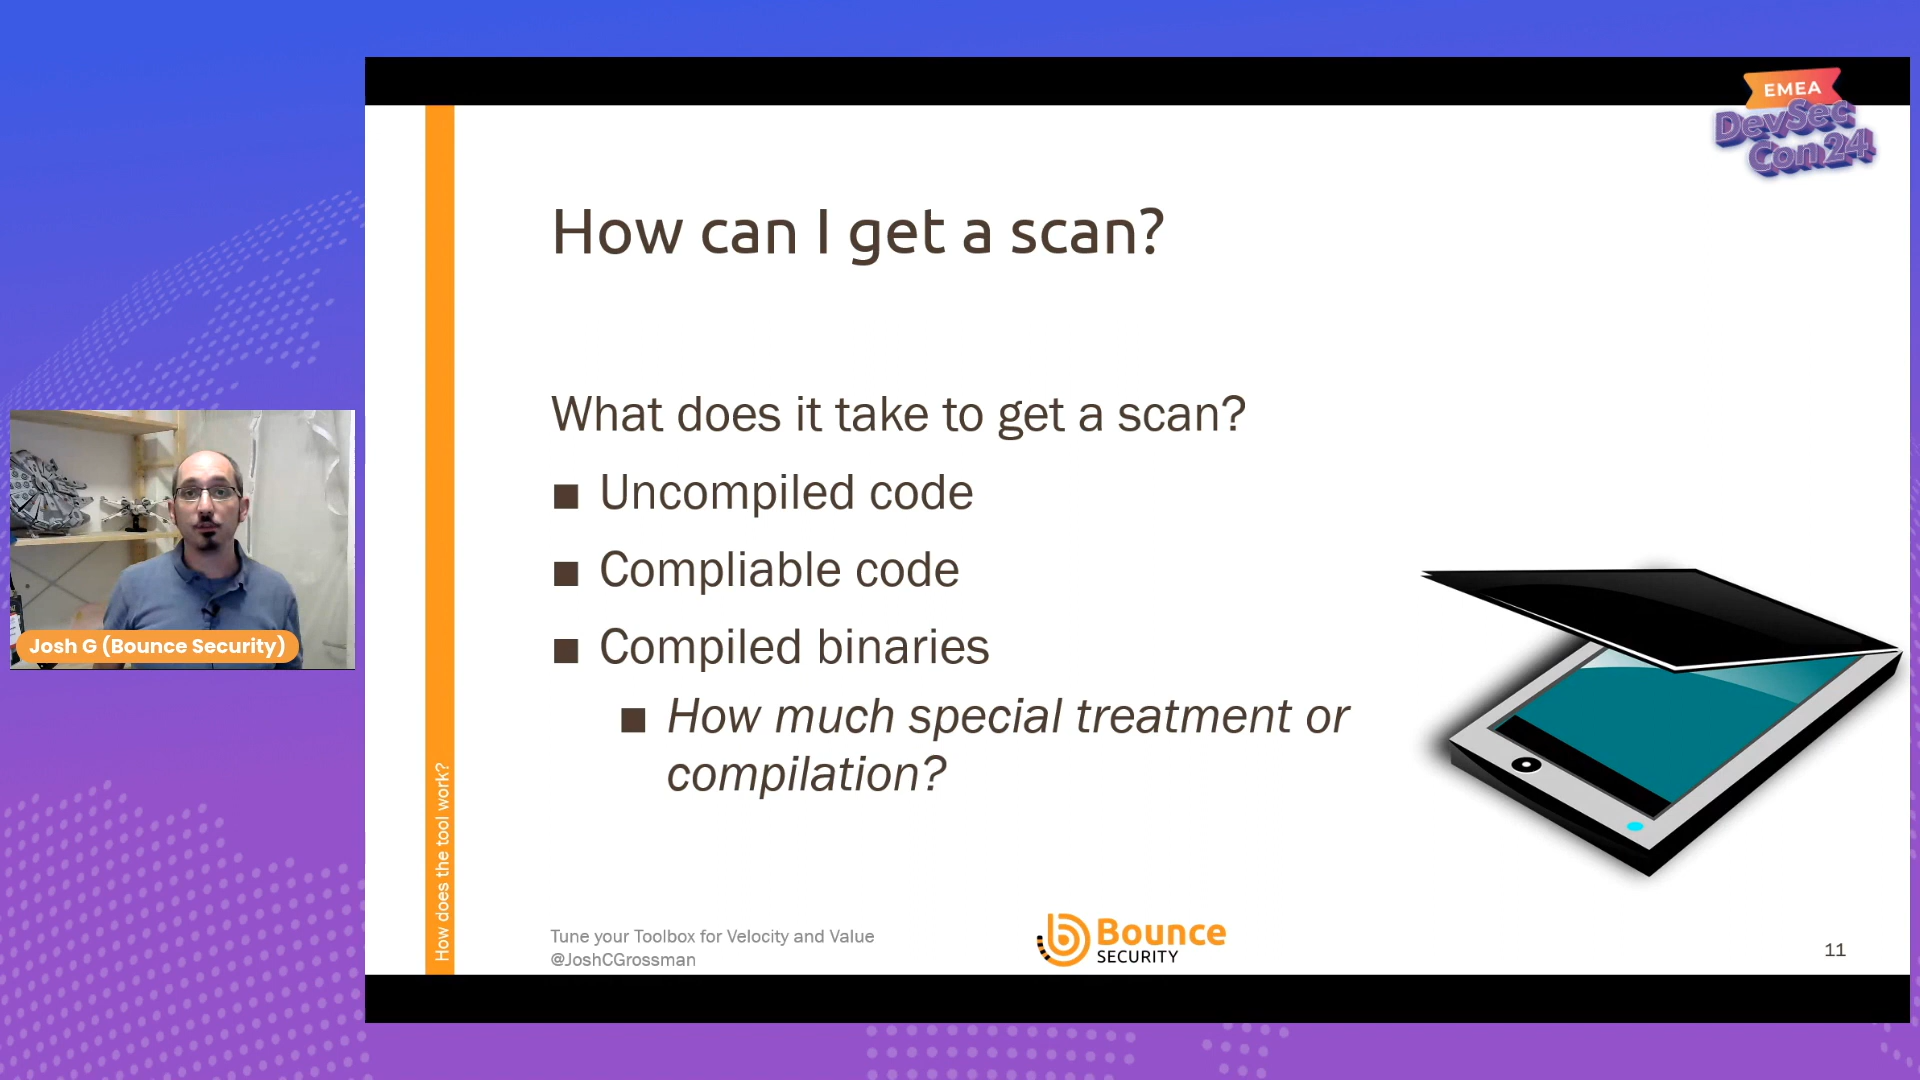 EMEA
DevSec
Con24
How can I get a scan?
What does it take to get a scan?
■ Uncompiled code
■ Compliable code
■ Compiled binaries
■ How much special treatment or
compilation?
How does the tool work?
Josh G (Bounce Security)
Tune your Toolbox for Velocity and Value
@JoshCGrossman
Bounce
SECURITY
11